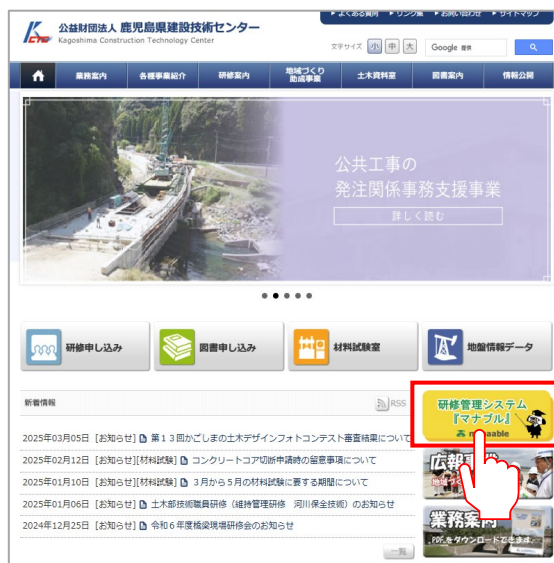 ▶ よくある質問 ▶ リンク集 ▶ お問い合わせ ▶ サイトマップ
公益財団法人 鹿児島県建設技術センター
Kagoshima Construction Technology Center
文字サイズ 小 中 大 Google 提供
業務案内 各種事業紹介 研修案内 地域づくり 助成事業 土木資料室 図書案内 情報公開
公共工事の
発注関係事務支援事業
詳しく読む
研修申し込み 図書申し込み 材料試験室 地盤情報データ
新着情報 RSS
研修管理システム
『マナブル』
2025年03月05日 [お知らせ] 第13回かごしまの土木デザインフォトコンテスト審査結果について
2025年02月12日 [お知らせ][材料試験] コンクリートコア切断申請時の留意事項について
2025年01月10日 [お知らせ][材料試験] 3月から5月の材料試験に要する期間について
2025年01月06日 [お知らせ] 土木部技術職員研修（維持管理研修 河川保全技術）のお知らせ
2024年12月25日 [お知らせ] 令和6年度橋梁現場研修会のお知らせ
一覧
業務案内
PDFをダウンロードできます。